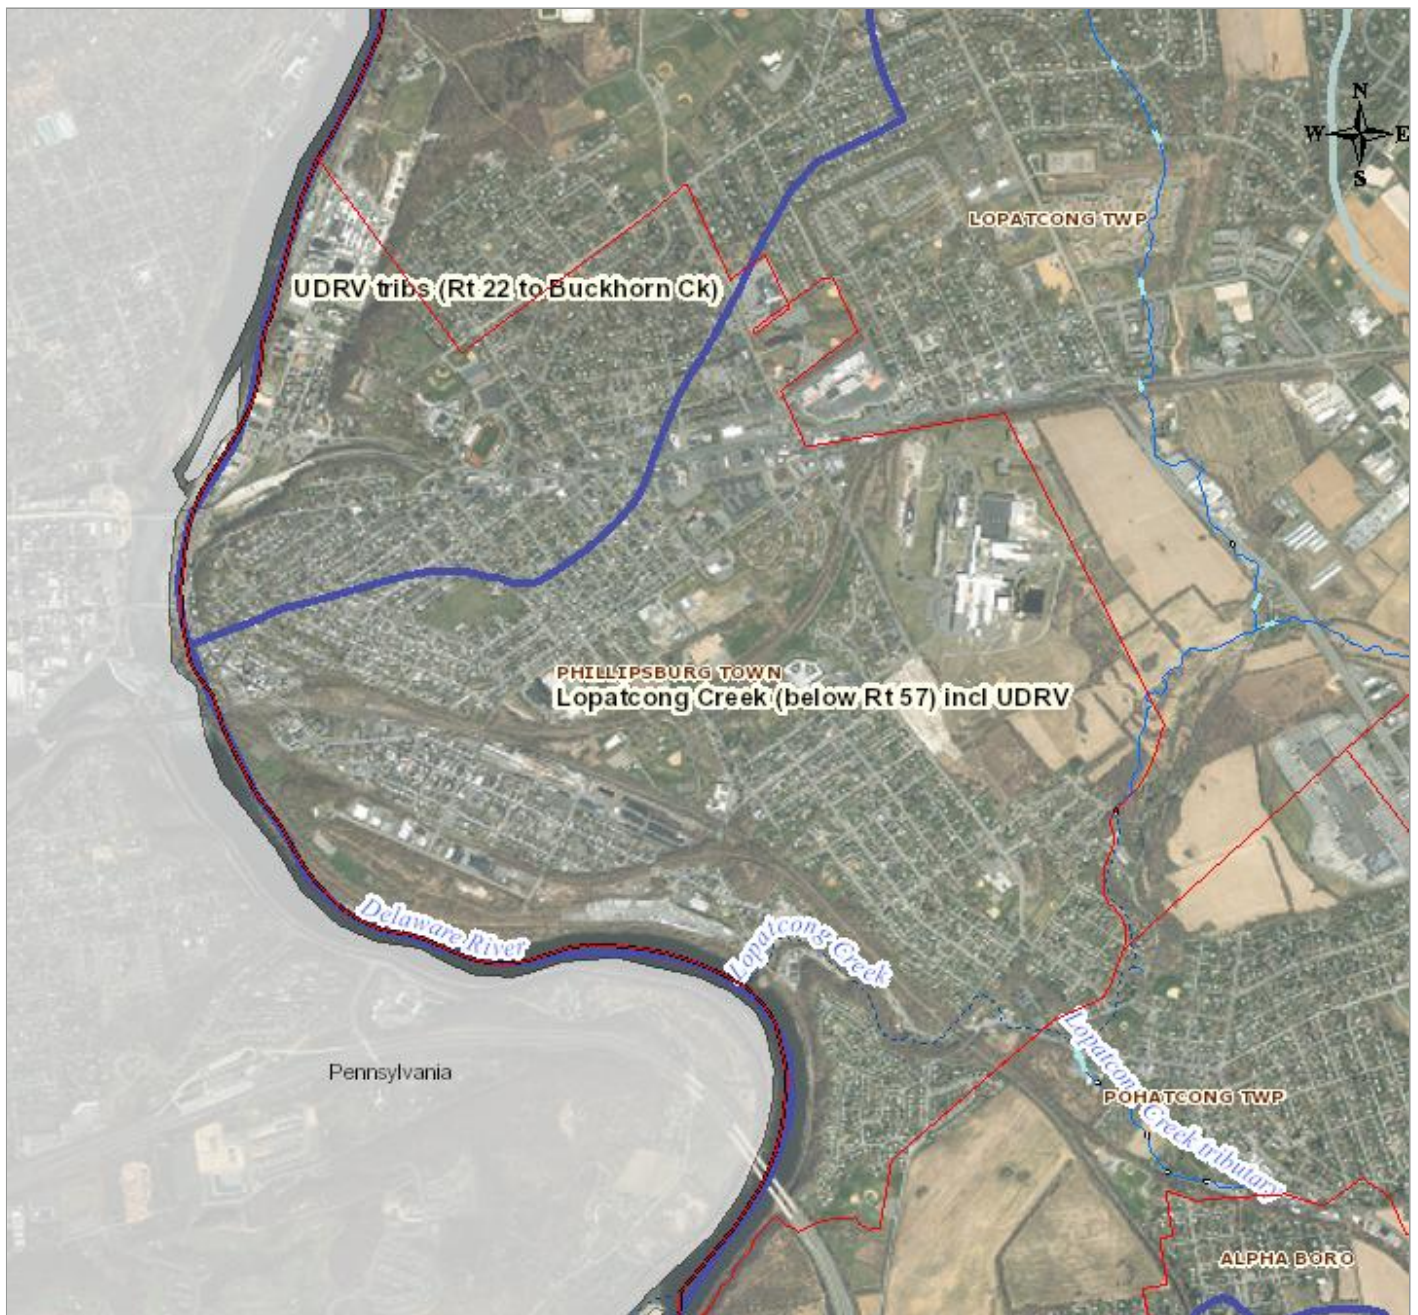 N
W E
S
LOPATCONG TWP
UDRV tribs (Rt 22 to Buckhorn Ck)
PHILLIPSBURG TOWN
Lopatcong Creek (below Rt 57) incl UDRV
Delaware River
Lopatcong Creek
Lopatcong Creek tributary
Pennsylvania
POHATCONG TWP
ALPHA BORO